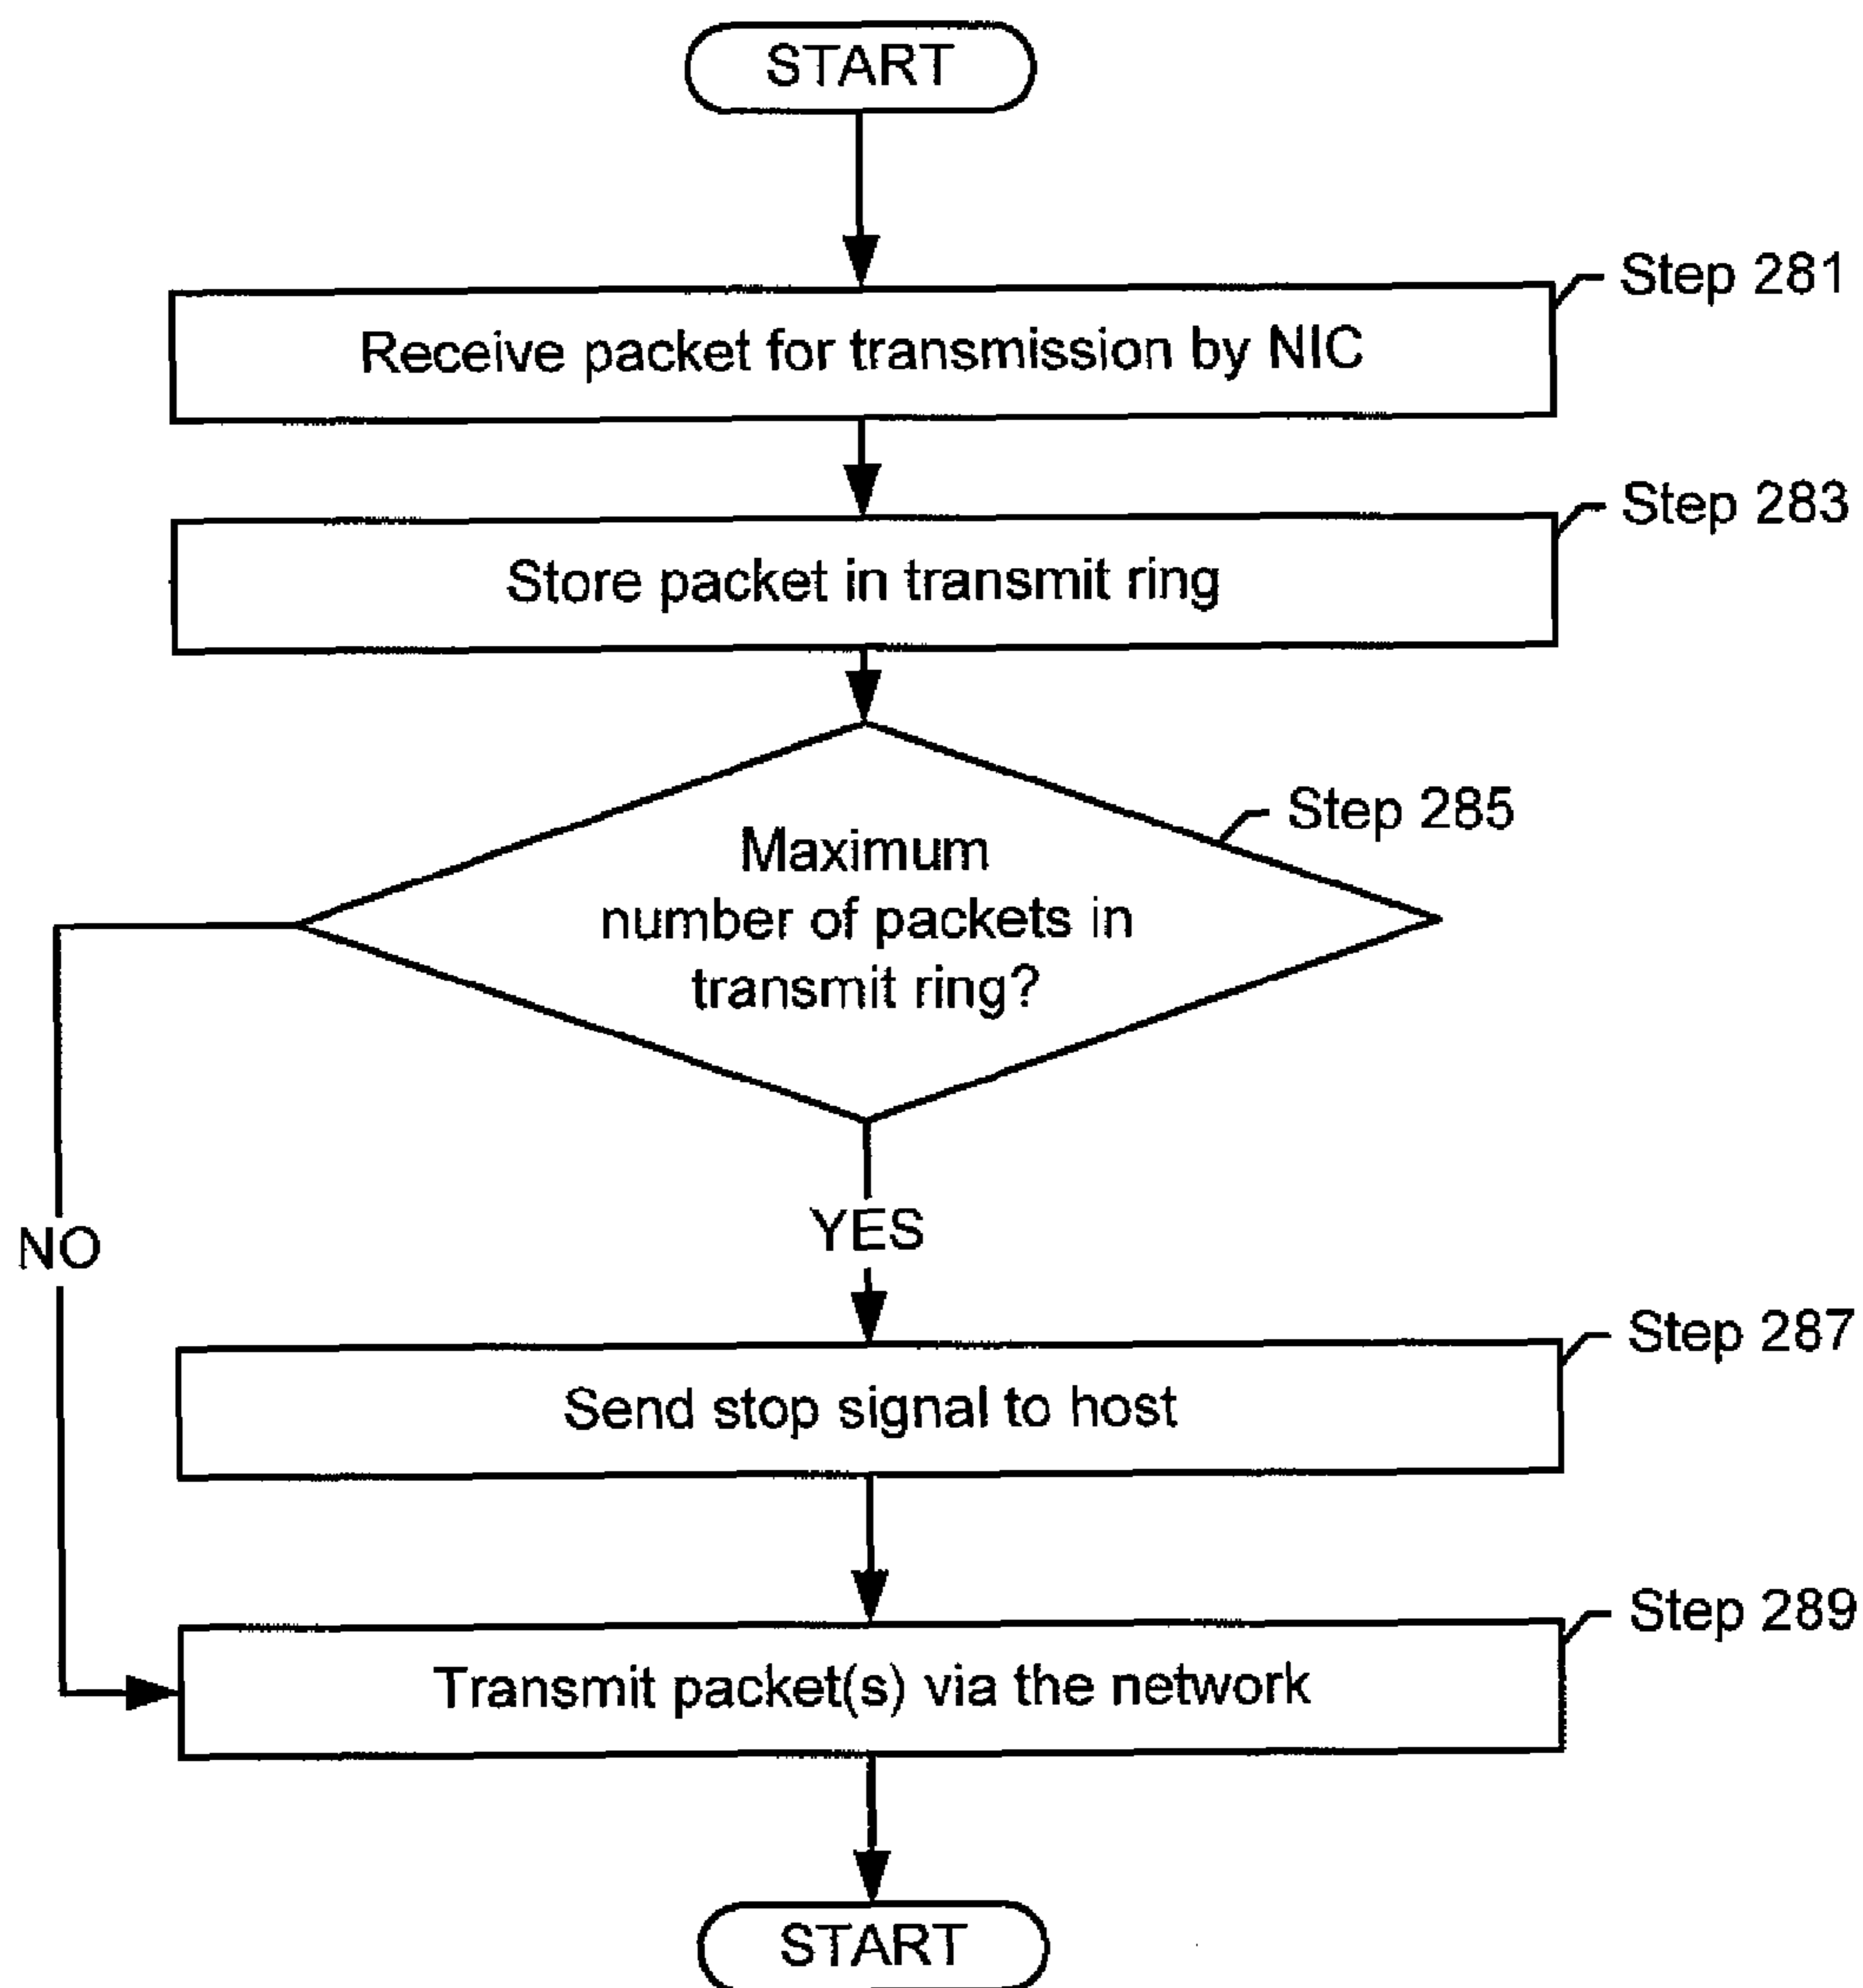 START
Step 281
Receive packet for transmission by NIC
Step 283
Store packet in transmit ring
Step 285
Maximum
number of packets in
transmit ring?
NO
YES
Step 287
Send stop signal to host
Step 289
Transmit packet(s) via the network
START